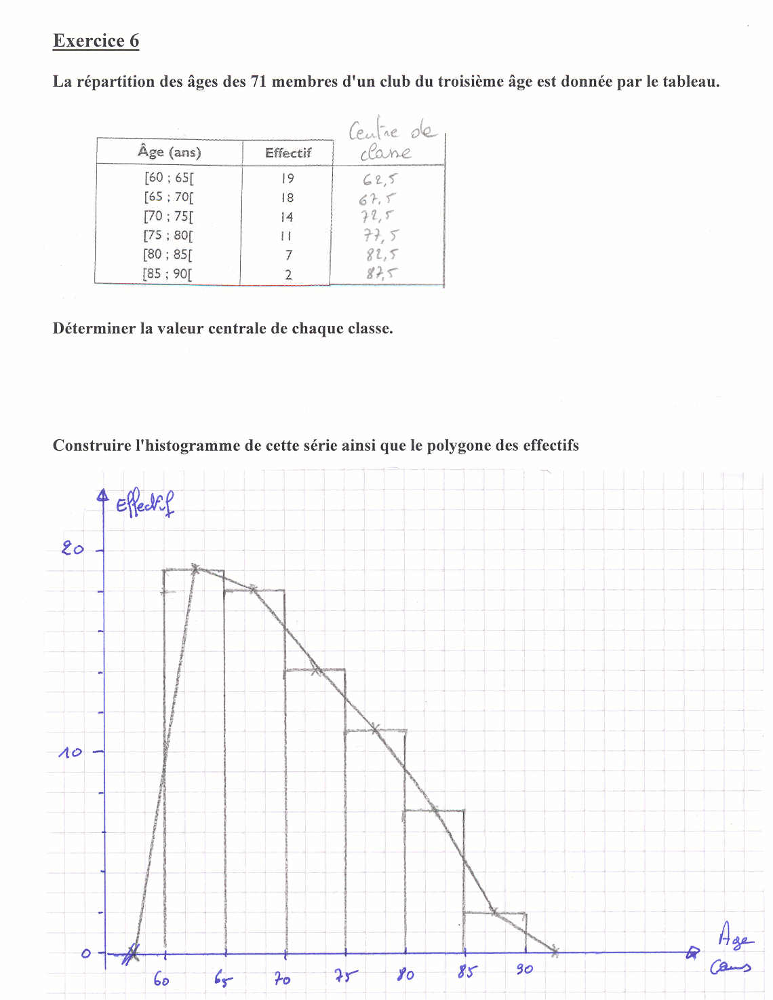 Exercice 6
La répartition des âges des 71 membres d'un club du troisième âge est donnée par le tableau.
Centre de
Âge (ans) Effectif classe
[60 ; 65[ 19 62,5
[65 ; 70[ 18 67,5
[70 ; 75[ 14 72,5
[75 ; 80[ 11 77,5
[80 ; 85[ 7 82,5
[85 ; 90[ 2 87,5
Déterminer la valeur centrale de chaque classe.
Construire l'histogramme de cette série ainsi que le polygone des effectifs
Effectif
20
10
0
60 65 70 75 80 85 90
Age
(ans)